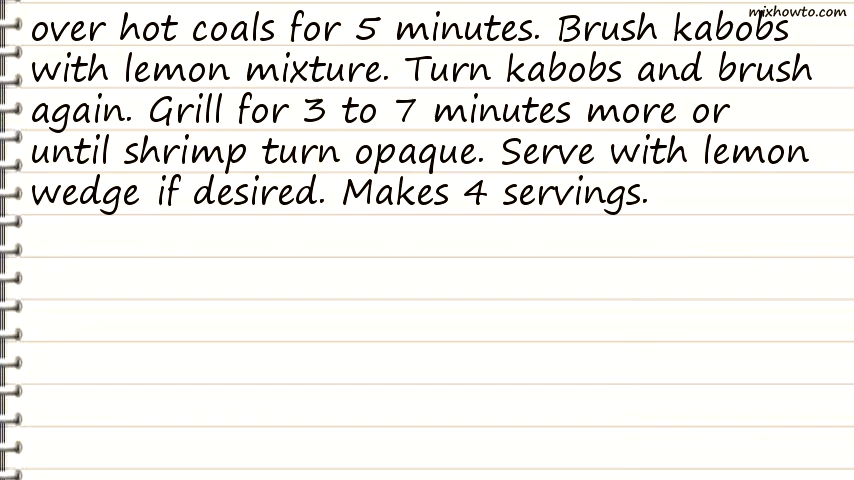 mixhowto.com
over hot coals for 5 minutes. Brush kabobs
with lemon mixture. Turn kabobs and brush
again. Grill for 3 to 7 minutes more or
until shrimp turn opaque. Serve with lemon
wedge if desired. Makes 4 servings.